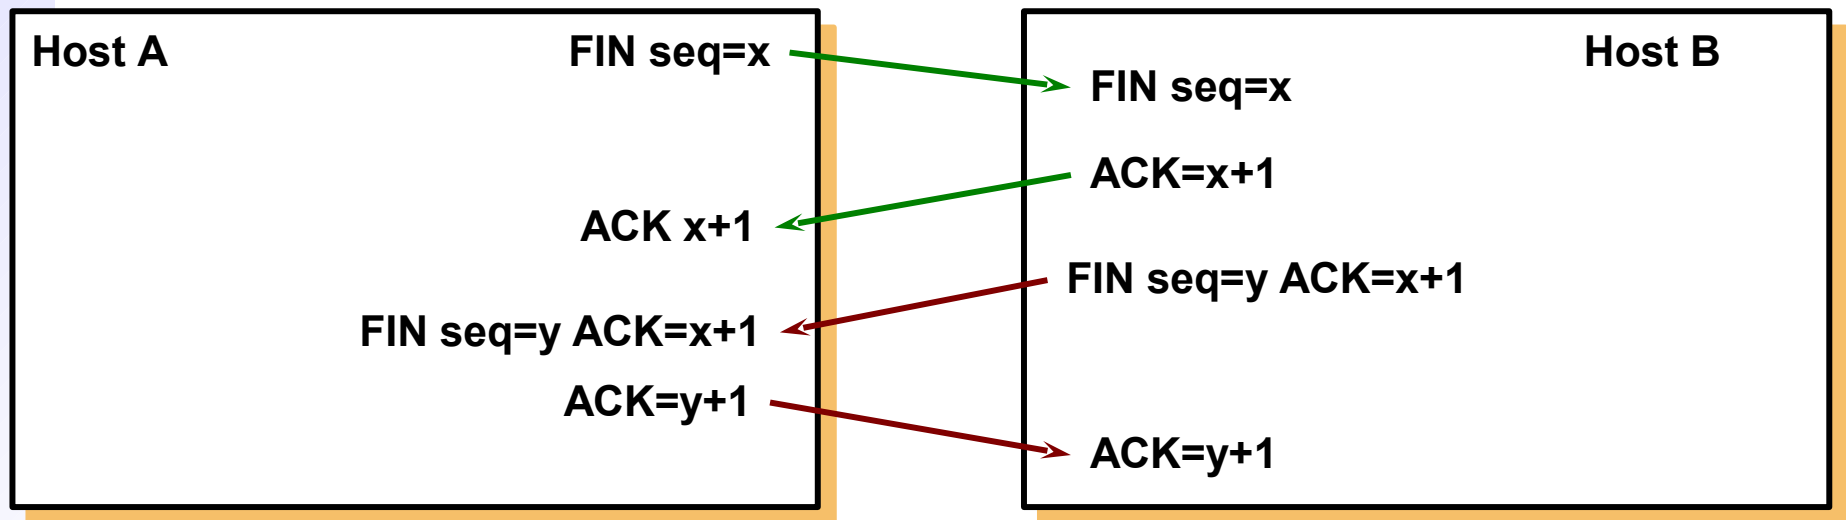 Host A
FIN seq=x
Host B
FIN seq=x
ACK=x+1
ACK x+1
FIN seq=y ACK=x+1
FIN seq=y ACK=x+1
ACK=y+1
ACK=y+1